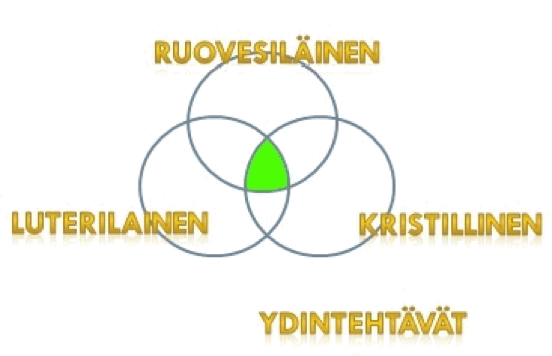 RUOVESILÄINEN
LUTERILAINEN
KRISTILLINEN
YDINTEHTÄVÄT